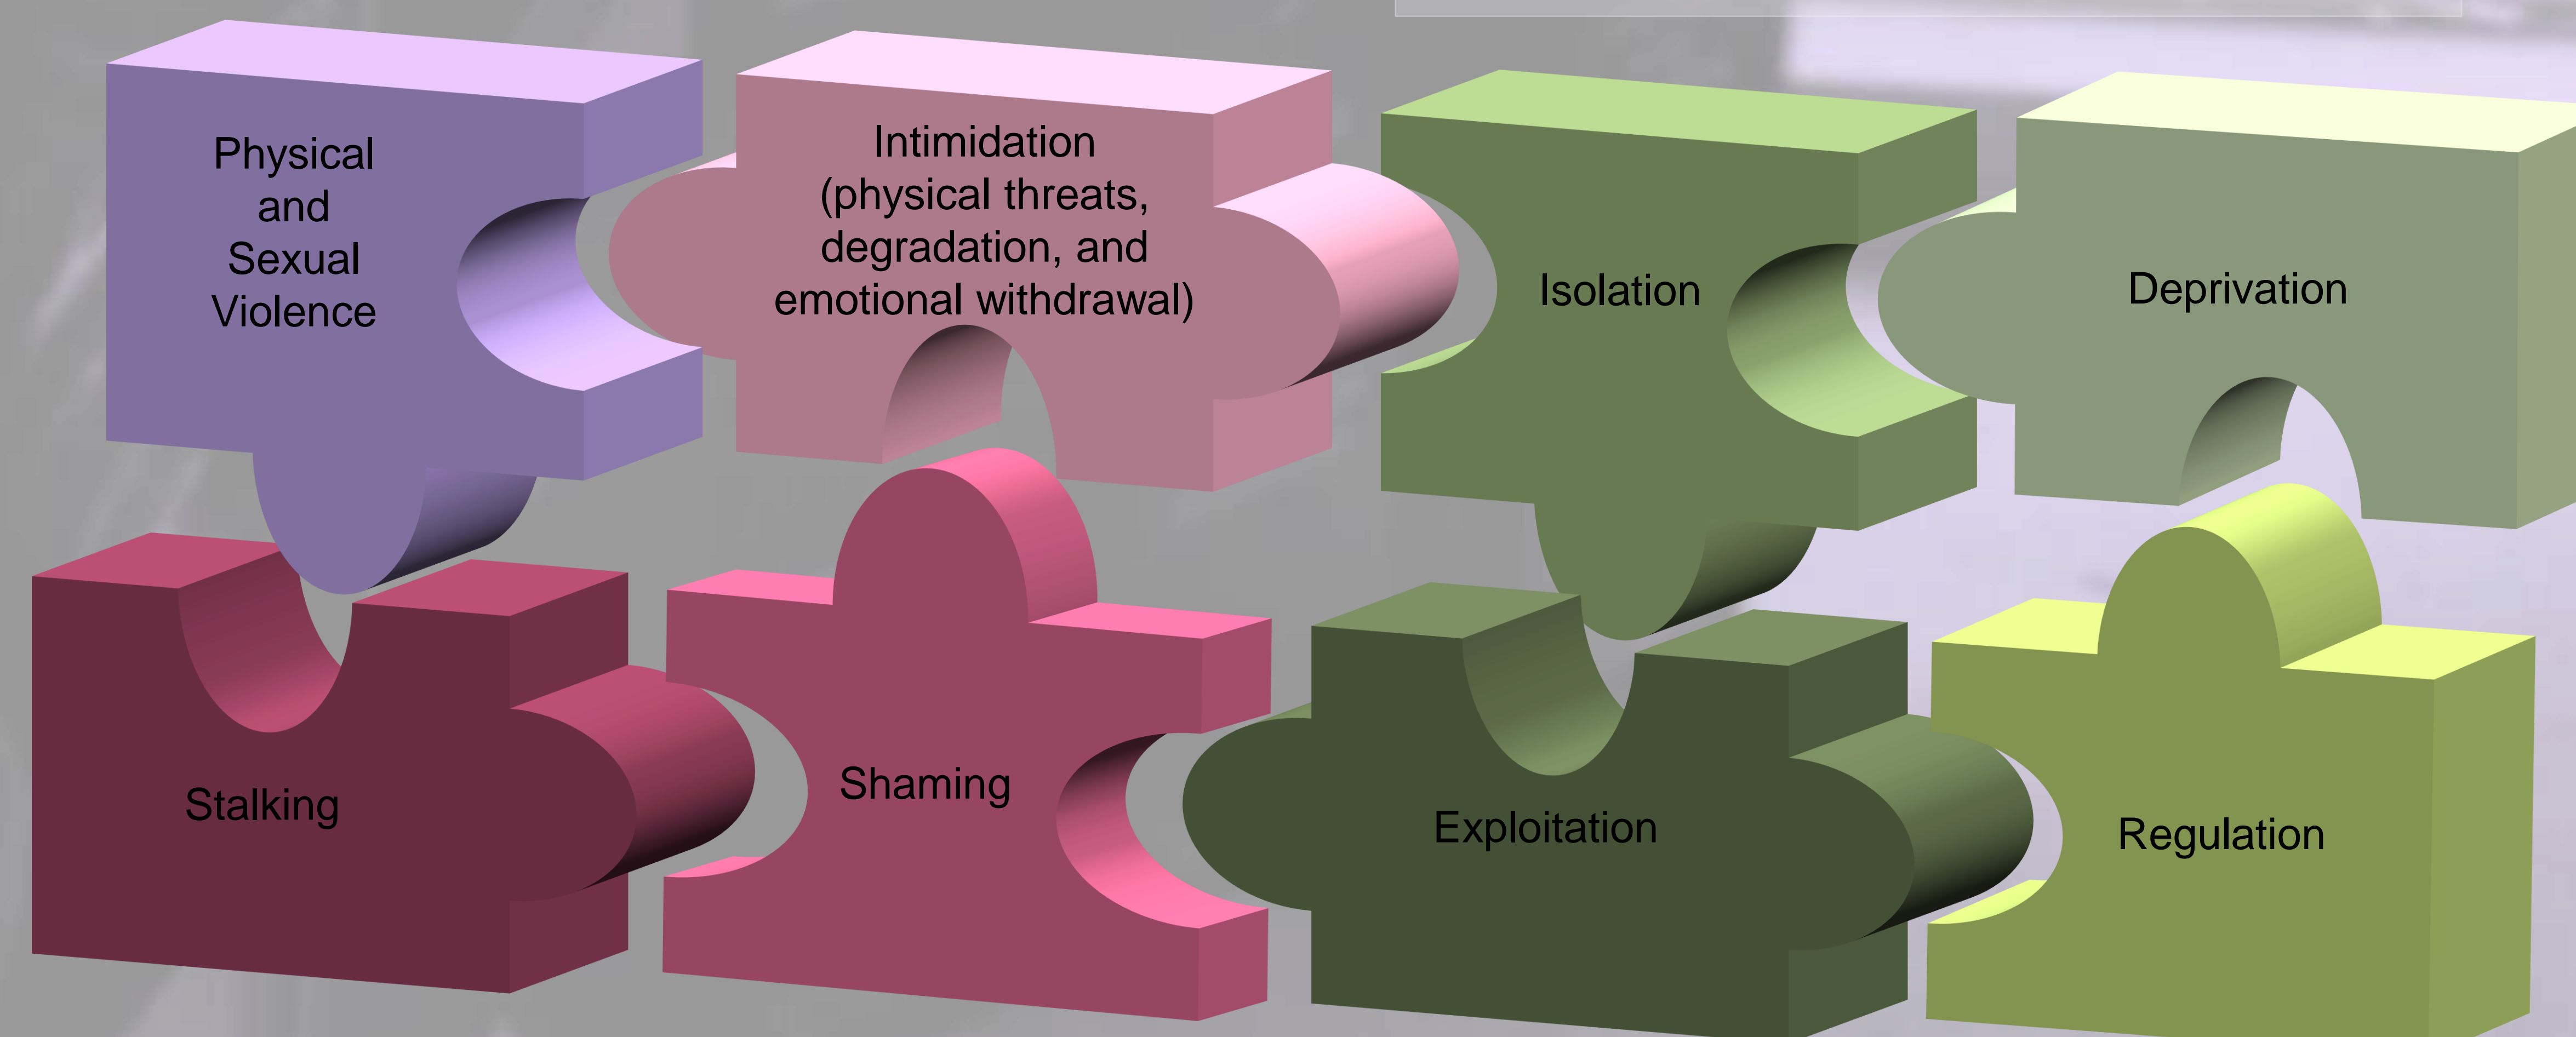 Physical
and
Sexual
Violence
Intimidation
(physical threats,
degradation, and
emotional withdrawal)
Isolation
Deprivation
Stalking
Shaming
Exploitation
Regulation